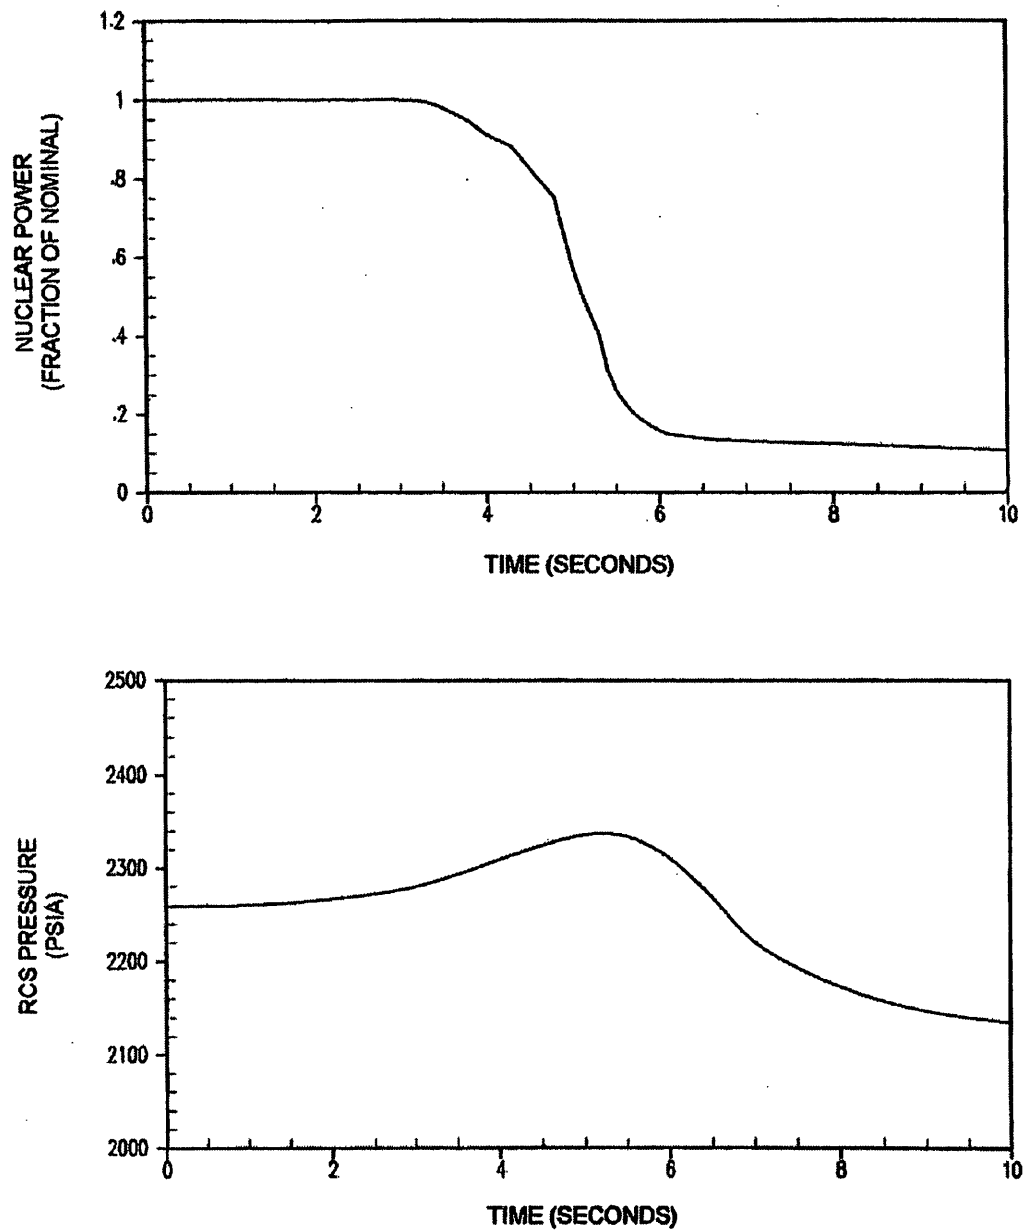 1.2
1
.8
.6
.4
.2
0
NUCLEAR POWER
(FRACTION OF NOMINAL)
0 2 4 6 8 10
TIME (SECONDS)
2500
2400
2300
2200
2100
2000
RCS PRESSURE
(PSIA)
0 2 4 6 8 10
TIME (SECONDS)